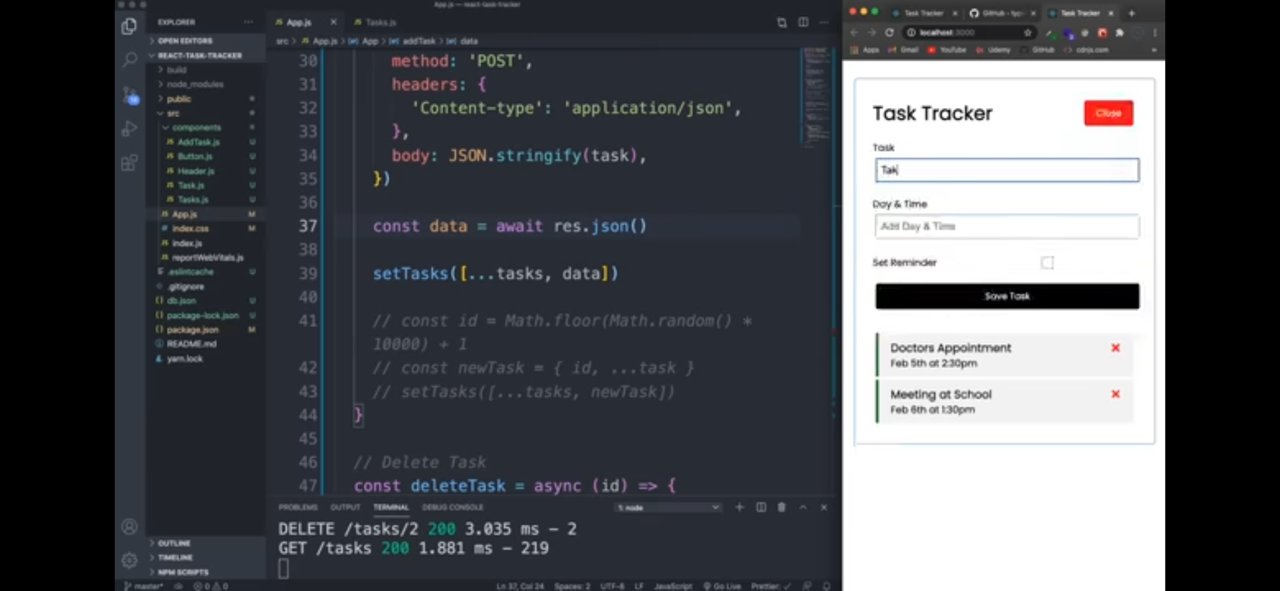 App.js — react-task-tracker
EXPLORER
OPEN EDITORS
REACT-TASK-TRACKER
build
node_modules
public
src
components
AddTask.js U
Button.js U
Header.js U
Task.js U
Tasks.js U
App.js M
index.css M
index.js
reportWebVitals.js
.eslintcache U
.gitignore
db.json U
package-lock.json U
package.json M
README.md
yarn.lock
OUTLINE
TIMELINE
NPM SCRIPTS
App.js
Tasks.js
src > App.js > App > addTask > data
30 method: 'POST',
31 headers: {
32 'Content-type': 'application/json',
33 },
34 body: JSON.stringify(task),
35 })
36
37 const data = await res.json()
38
39 setTasks([...tasks, data])
40
41 // const id = Math.floor(Math.random() *
10000) + 1
42 // const newTask = { id, ...task }
43 // setTasks([...tasks, newTask])
44 }
45
46 // Delete Task
47 const deleteTask = async (id) => {
PROBLEMS OUTPUT TERMINAL DEBUG CONSOLE
1: node
DELETE /tasks/2 200 3.035 ms - 2
GET /tasks 200 1.881 ms - 219
master* 0 0 Ln 37, Col 24 Spaces: 2 UTF-8 LF JavaScript Go Live Prettier: ✓
Task Tracker
Task Tracker
localhost:3000
Apps Gmail YouTube Udemy GitHub cdnjs.com
Task Tracker
Close
Task
Tak
Day & Time
Add Day & Time
Set Reminder
Save Task
Doctors Appointment
Feb 5th at 2:30pm
Meeting at School
Feb 6th at 1:30pm